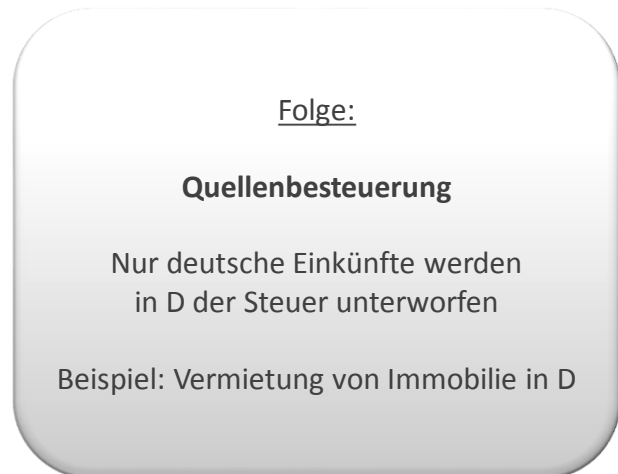 Folge:
Quellenbesteuerung
Nur deutsche Einkünfte werden
in D der Steuer unterworfen
Beispiel: Vermietung von Immobilie in D